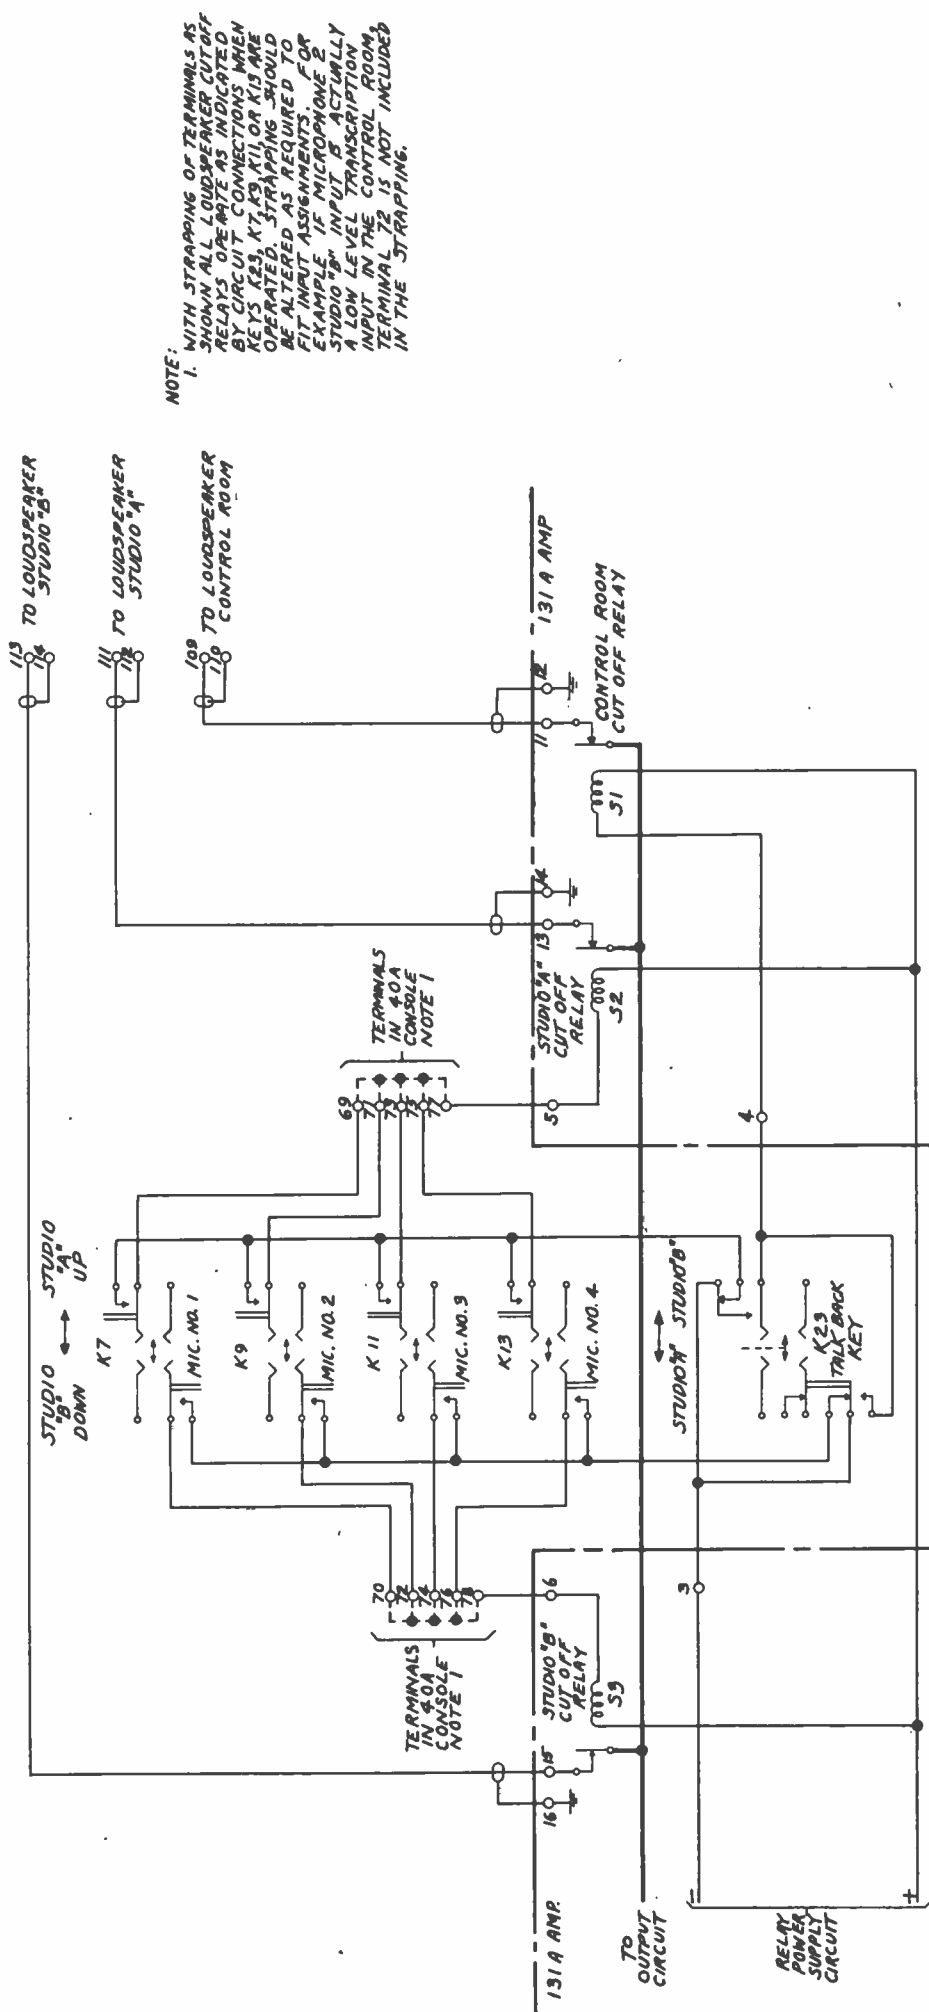 NOTE:
1. WITH STRAPPING OF TERMINALS AS
SHOWN ALL LOUDSPEAKER CUTOFF
RELAYS OPERATE AS INDICATED
BY CIRCUIT CONNECTIONS WHEN
KEYS K23, K7, K9, K11, OR K13 ARE
OPERATED. STRAPPING SHOULD
BE ALTERED AS REQUIRED TO
FIT INPUT ASSIGNMENTS. FOR
EXAMPLE IF MICROPHONE 2
STUDIO "B" INPUT IS ACTUALLY
A LOW LEVEL TRANSCRIPTION
INPUT IN THE CONTROL ROOM,
TERMINAL 72 IS NOT INCLUDED
IN THE STRAPPING.
113
114
TO LOUDSPEAKER
STUDIO "B"
111
112
TO LOUDSPEAKER
STUDIO "A"
109
110
TO LOUDSPEAKER
CONTROL ROOM
STUDIO
"B"
DOWN
STUDIO
"A"
UP
K7
MIC. NO. 1
K9
MIC. NO. 2
K11
MIC. NO. 3
K13
MIC. NO. 4
TERMINALS
IN 40A
CONSOLE
NOTE 1
70
72
74
76
78
TERMINALS
IN 40A
CONSOLE
NOTE 1
69
71
73
75
77
131A AMP.
16
15
STUDIO "B"
CUT OFF
RELAY
S3
6
5
STUDIO "A"
CUT OFF
RELAY
S2
13
14
S1
11
12
131A AMP
CONTROL ROOM
CUT OFF RELAY
STUDIO "A"
STUDIO "B"
K23
TALK BACK
KEY
3
4
TO
OUTPUT
CIRCUIT
RELAY
POWER
SUPPLY
CIRCUIT
-
+